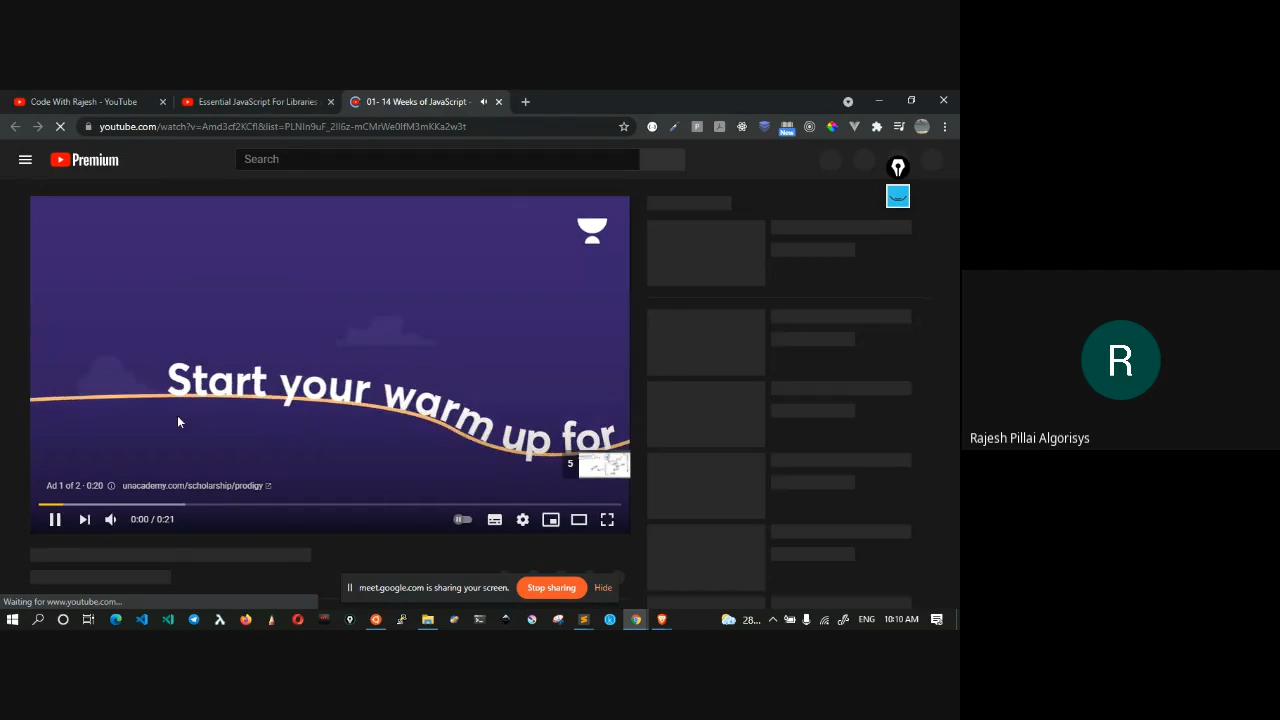 Code With Rajesh - YouTube
Essential JavaScript For Libraries
01- 14 Weeks of JavaScript -
youtube.com/watch?v=Amd3cf2KCfI&list=PLNIn9uF_2Il6z-mCMrWe0IfM3mKKa2w3t
New
Premium
Search
Start your warm up for
5
Ad 1 of 2 · 0:20
unacademy.com/scholarship/prodigy
0:00 / 0:21
R
Rajesh Pillai Algorisys
meet.google.com is sharing your screen.
Stop sharing
Hide
Waiting for www.youtube.com...
28...
ENG
10:10 AM